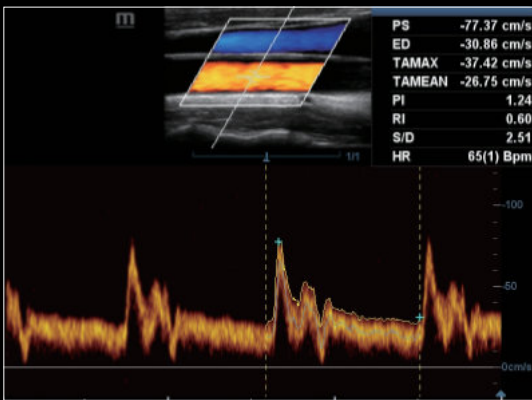 m
PS -77.37 cm/s
ED -30.86 cm/s
TAMAX -37.42 cm/s
TAMEAN -26.75 cm/s
PI 1.24
RI 0.60
S/D 2.51
HR 65(1) Bpm
1/1
-100
-50
0cm/s